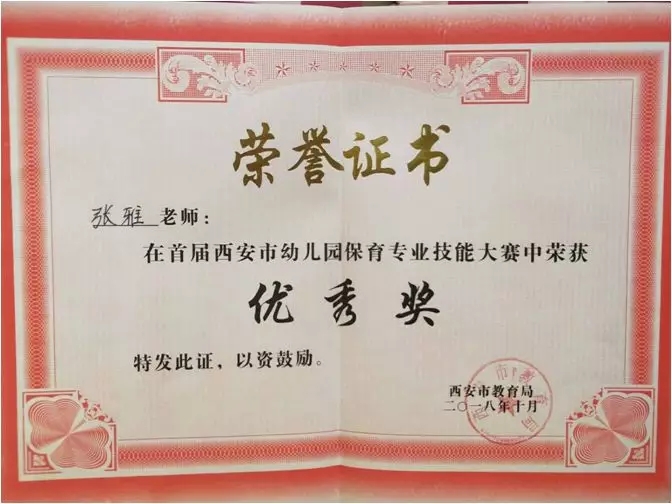 荣誉证书
张雅 老师：
在首届西安市幼儿园保育专业技能大赛中荣获
优秀奖
特发此证，以资鼓励。
西安市教育局
二〇一八年十月